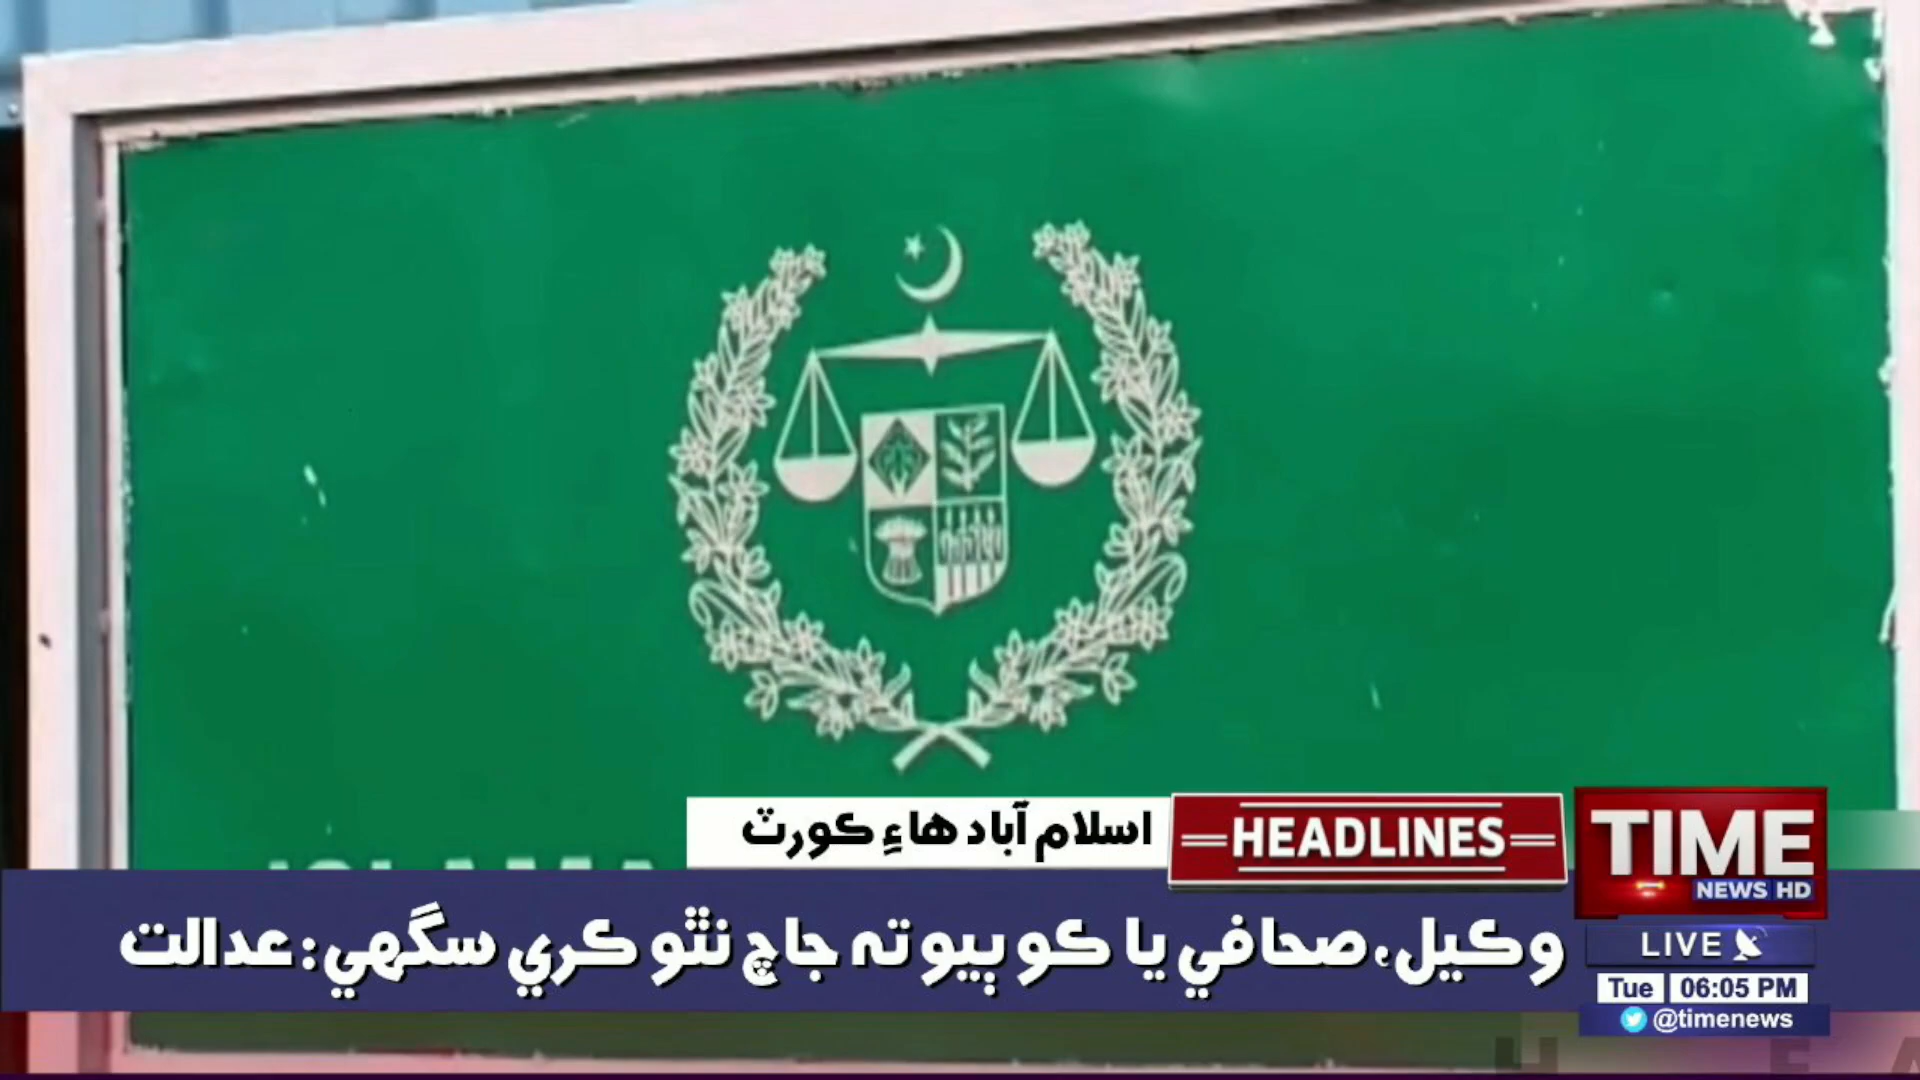 اسلام آباد هاءِ ڪورٽ
HEADLINES
TIME
NEWS HD
وڪيل، صحافي يا ڪو ٻيو ته جاچ نٿو ڪري سگهي: عدالت
LIVE
Tue 06:05 PM
@timenews